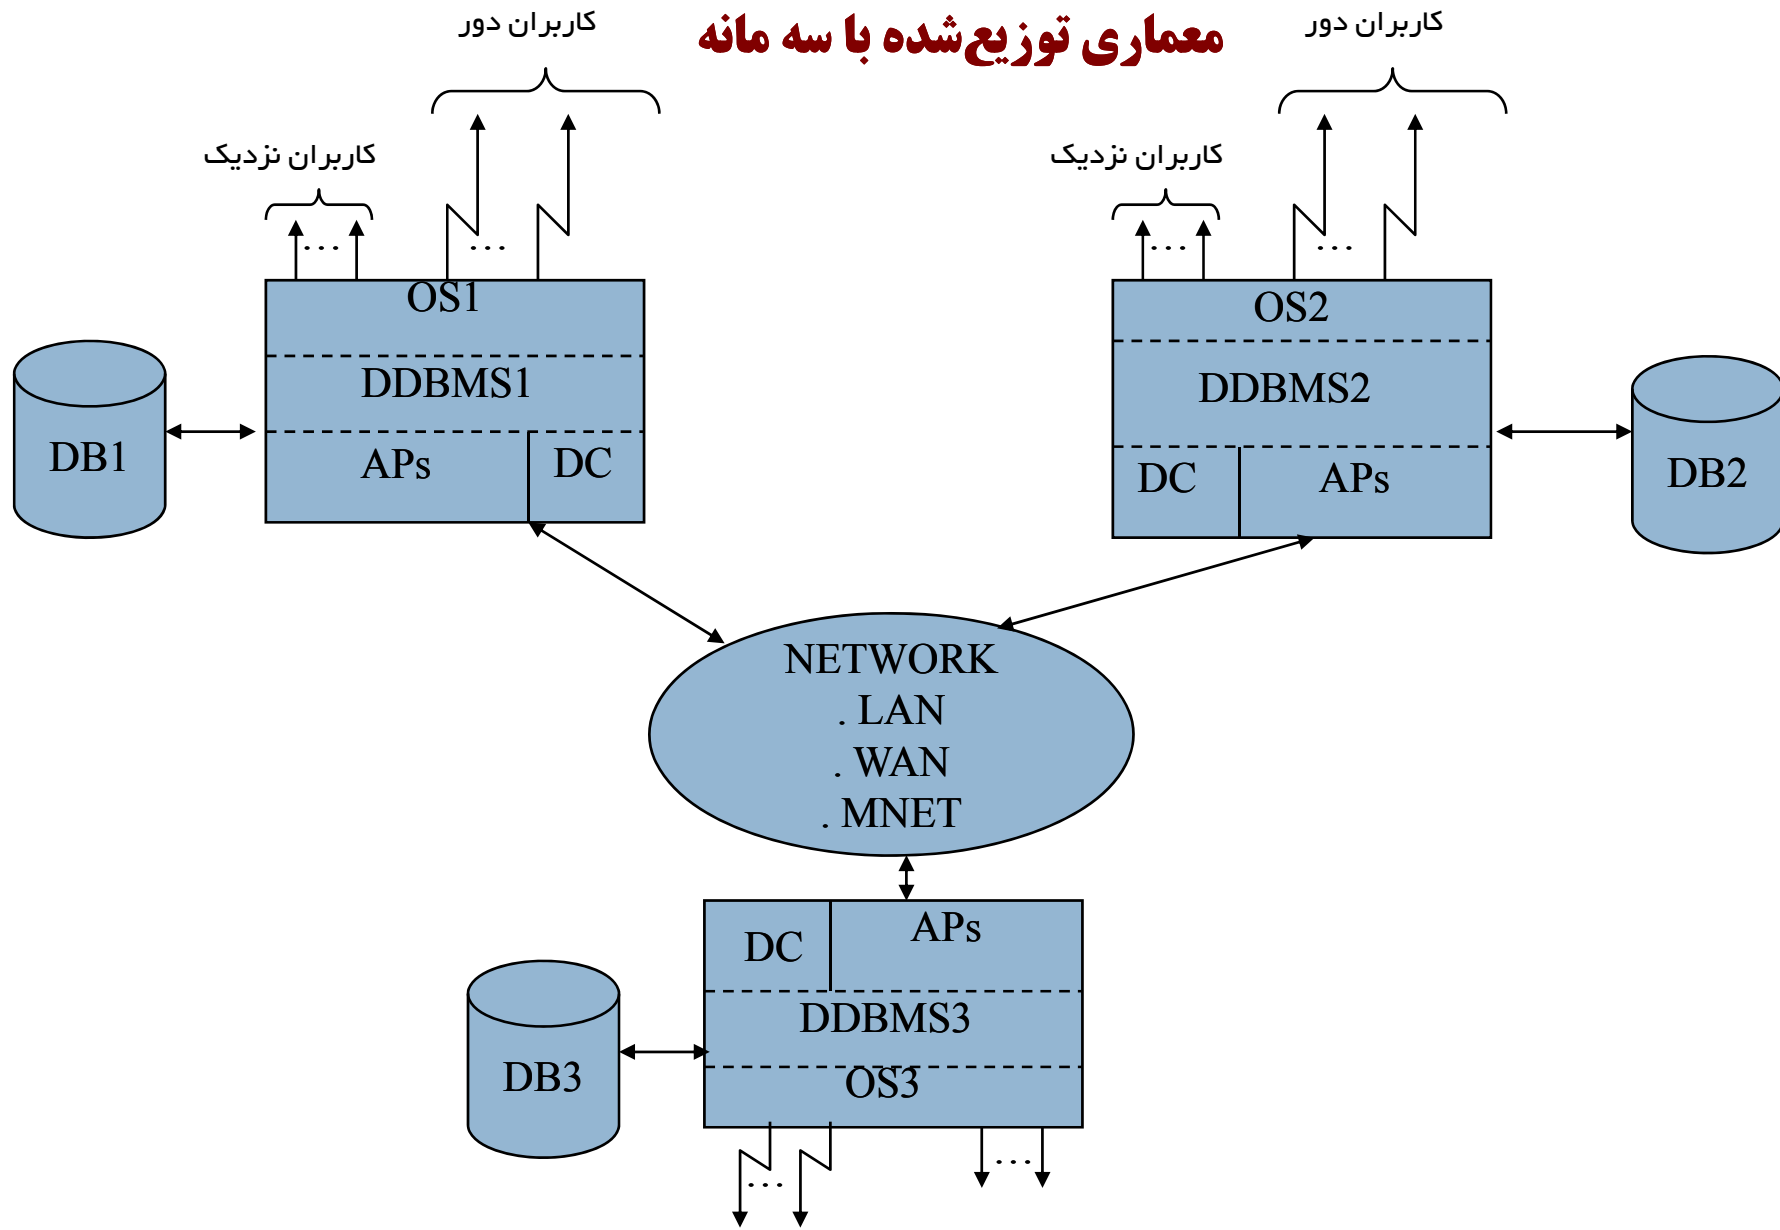 معماری توزیع‌شده با سه مانه
کاربران دور
کاربران دور
کاربران نزدیک
کاربران نزدیک
. . .
. . .
. . .
. . .
OS1
DDBMS1
APs
DC
OS2
DDBMS2
DC
APs
DB1
DB2
NETWORK
. LAN
. WAN
. MNET
DC
APs
DDBMS3
OS3
DB3
. . .
. . .